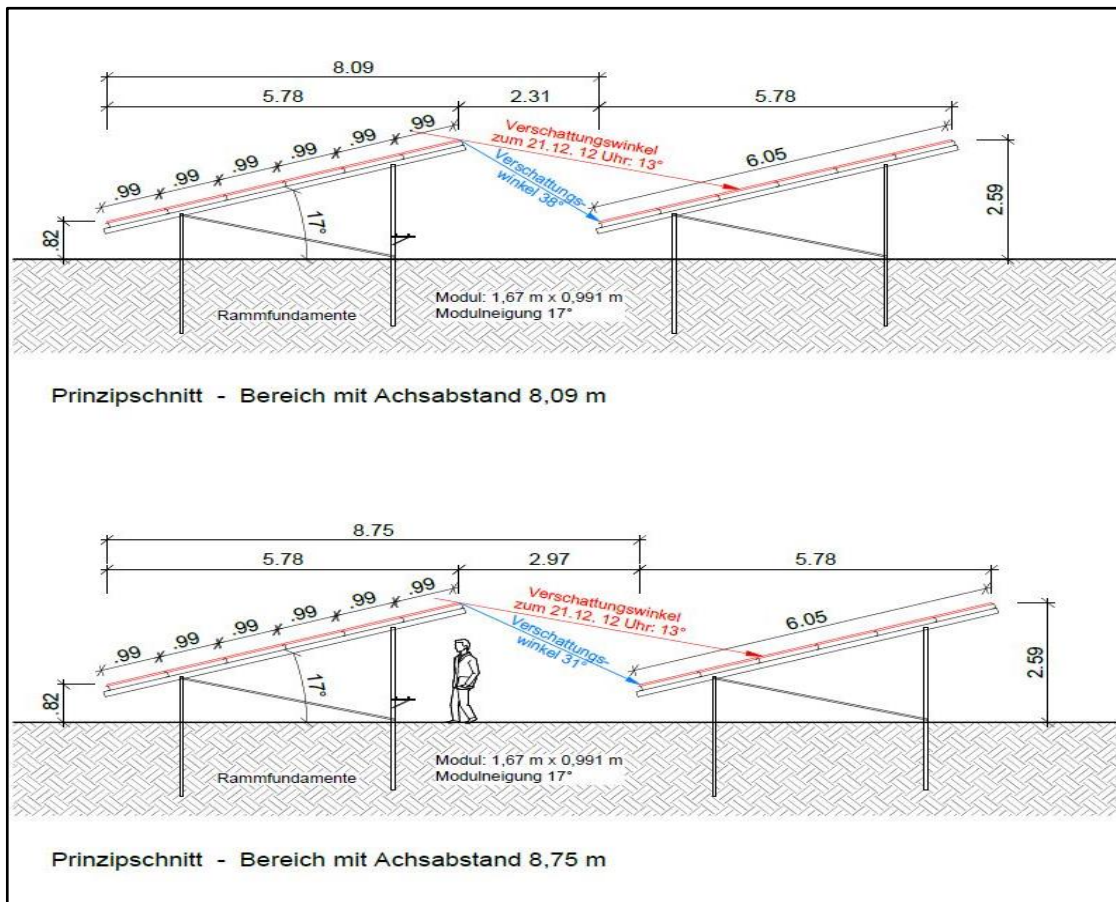 8.09
5.78 2.31 5.78
.99 .99 .99 .99 .99 .99
Verschattungswinkel
zum 21.12. 12 Uhr: 13°
Verschattungs-
winkel 38°
6.05
2.59
.82
17°
Rammfundamente
Modul: 1,67 m x 0,991 m
Modulneigung 17°
Prinzipschnitt - Bereich mit Achsabstand 8,09 m
8.75
5.78 2.97 5.78
.99 .99 .99 .99 .99 .99
Verschattungswinkel
zum 21.12. 12 Uhr: 13°
Verschattungs-
winkel 31°
6.05
2.59
.82
17°
Rammfundamente
Modul: 1,67 m x 0,991 m
Modulneigung 17°
Prinzipschnitt - Bereich mit Achsabstand 8,75 m